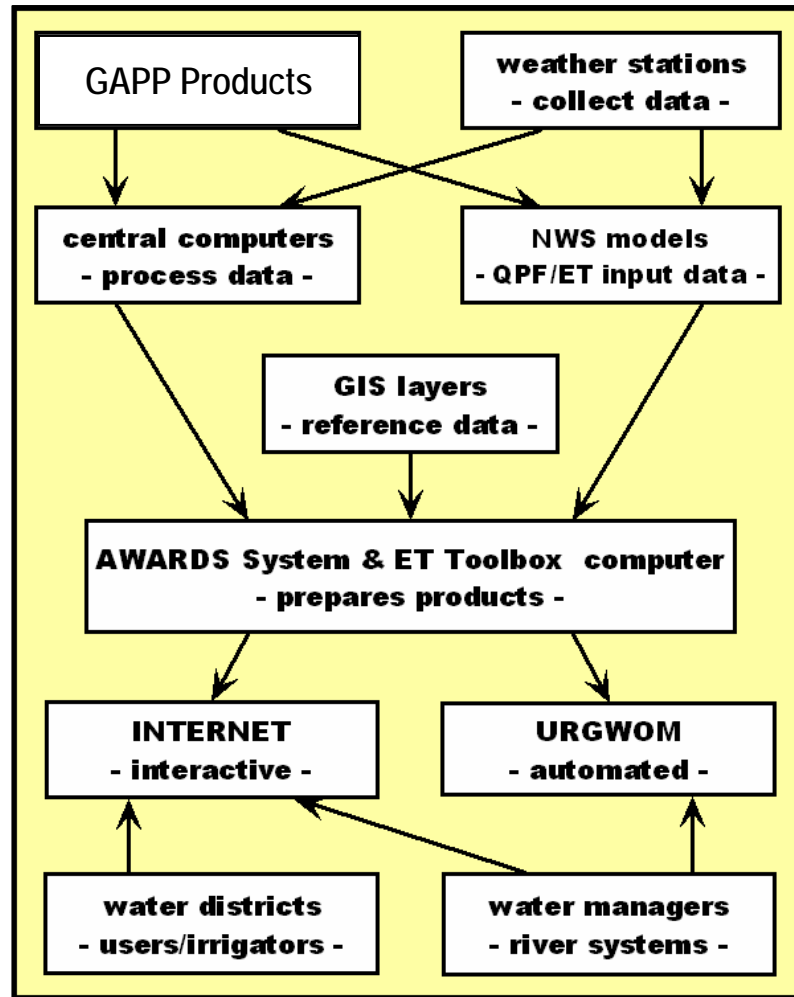 GAPP Products
weather stations
- collect data -
central computers
- process data -
NWS models
- QPF/ET input data -
GIS layers
- reference data -
AWARDS System & ET Toolbox computer
- prepares products -
INTERNET
- interactive -
URGWOM
- automated -
water districts
- users/irrigators -
water managers
- river systems -